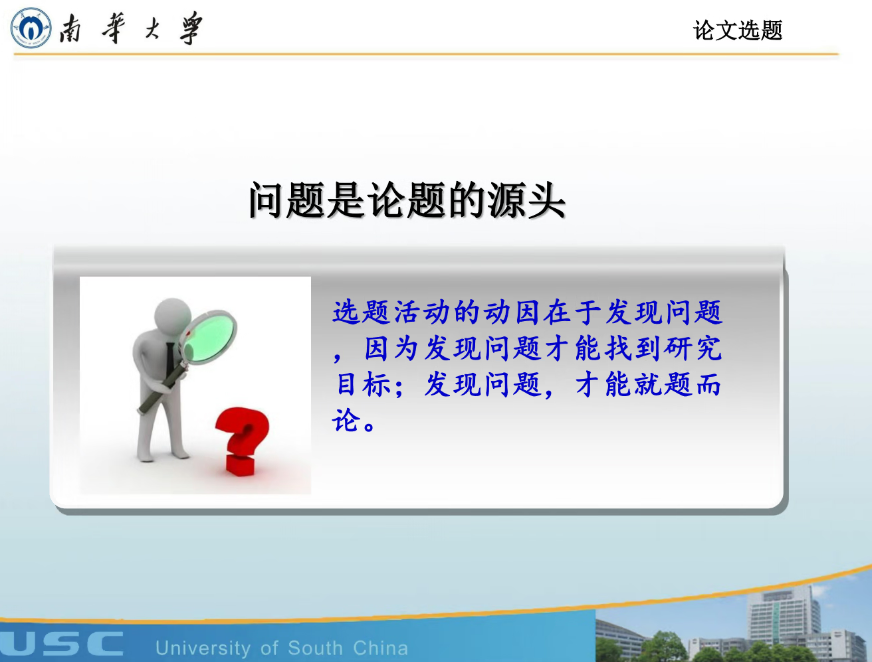 南华大学
论文选题
问题是论题的源头
选题活动的动因在于发现问题
，因为发现问题才能找到研究
目标；发现问题，才能就题而
论。
USC
University of South China